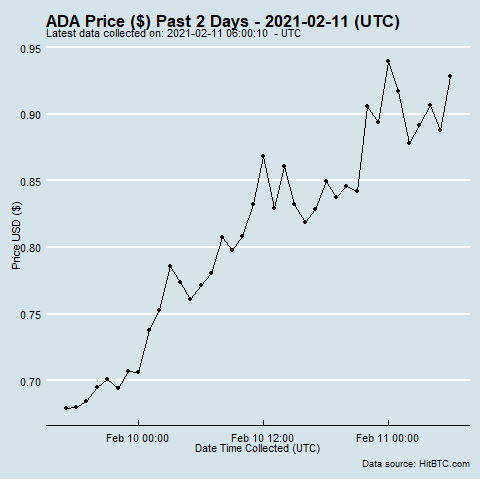 ADA Price ($) Past 2 Days - 2021-02-11 (UTC)
Latest data collected on: 2021-02-11 06:00:10  - UTC
0.95
0.90
0.85
0.80
0.75
0.70
Price USD ($)
Feb 10 00:00 Feb 10 12:00 Feb 11 00:00
Date Time Collected (UTC)
Data source: HitBTC.com